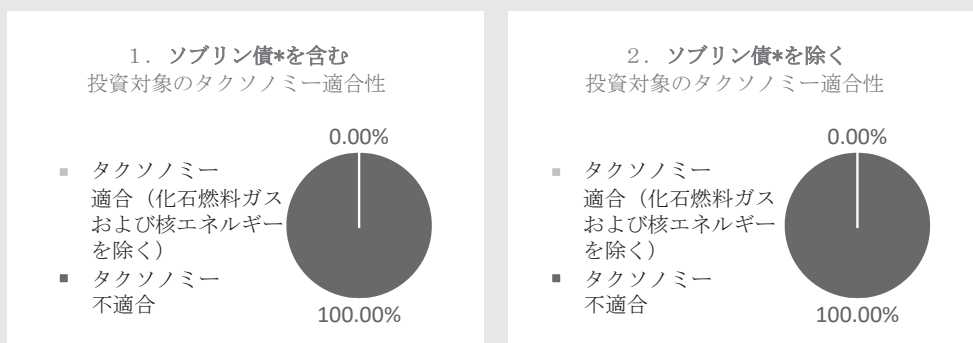 1. ソブリン債*を含む
投資対象のタクソノミー適合性
0.00%
タクソノミー
適合（化石燃料ガス
および核エネルギー
を除く）
タクソノミー
不適合
100.00%
2. ソブリン債*を除く
投資対象のタクソノミー適合性
0.00%
タクソノミー
適合（化石燃料ガス
および核エネルギー
を除く）
タクソノミー
不適合
100.00%